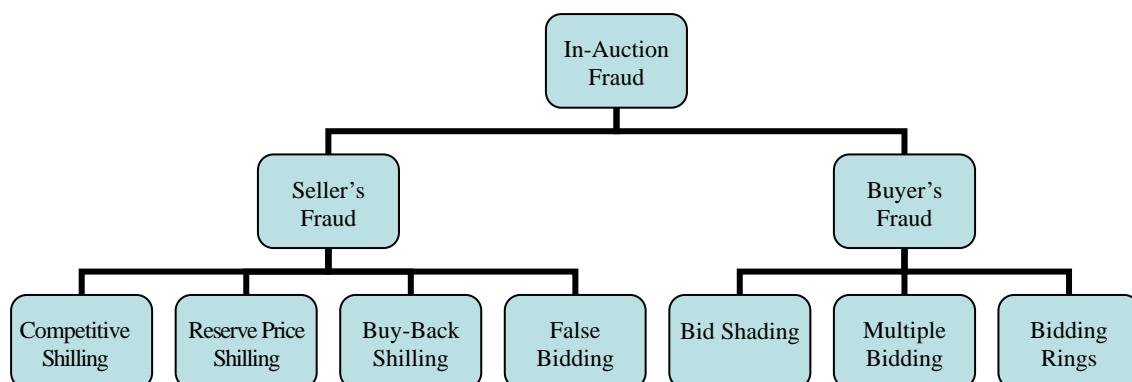 In-Auction
Fraud
Seller’s
Fraud
Buyer’s
Fraud
Competitive
Shilling
Reserve Price
Shilling
Buy-Back
Shilling
False
Bidding
Bid Shading
Multiple
Bidding
Bidding
Rings